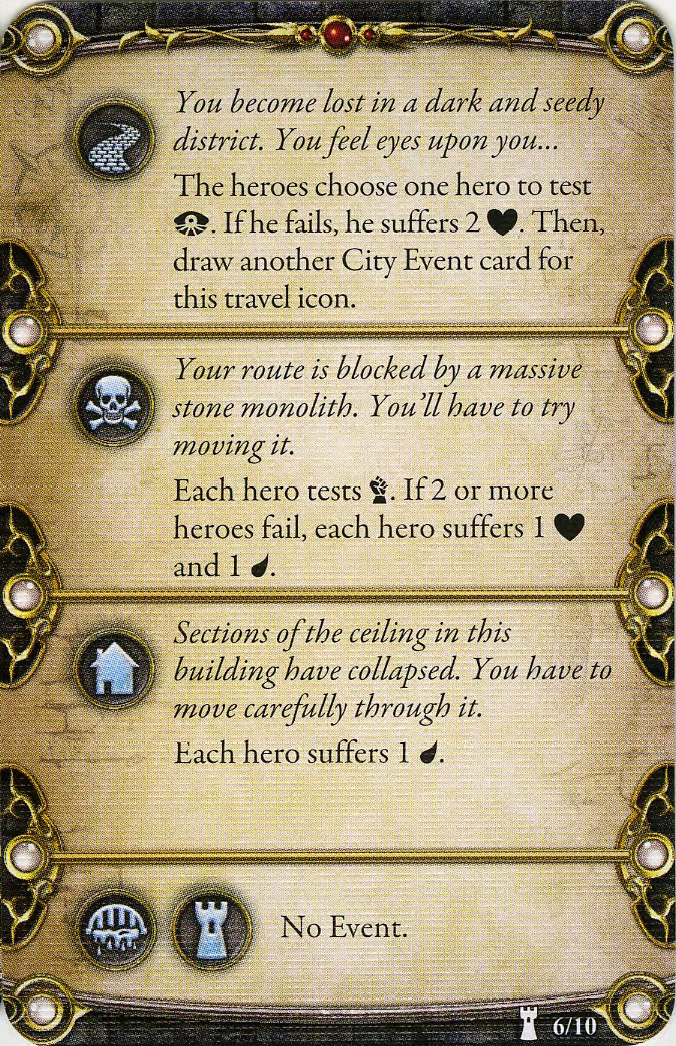 You become lost in a dark and seedy
district. You feel eyes upon you...
The heroes choose one hero to test
. If he fails, he suffers 2 . Then,
draw another City Event card for
this travel icon.
Your route is blocked by a massive
stone monolith. You'll have to try
moving it.
Each hero tests . If 2 or more
heroes fail, each hero suffers 1
and 1 .
Sections of the ceiling in this
building have collapsed. You have to
move carefully through it.
Each hero suffers 1 .
No Event.
6/10